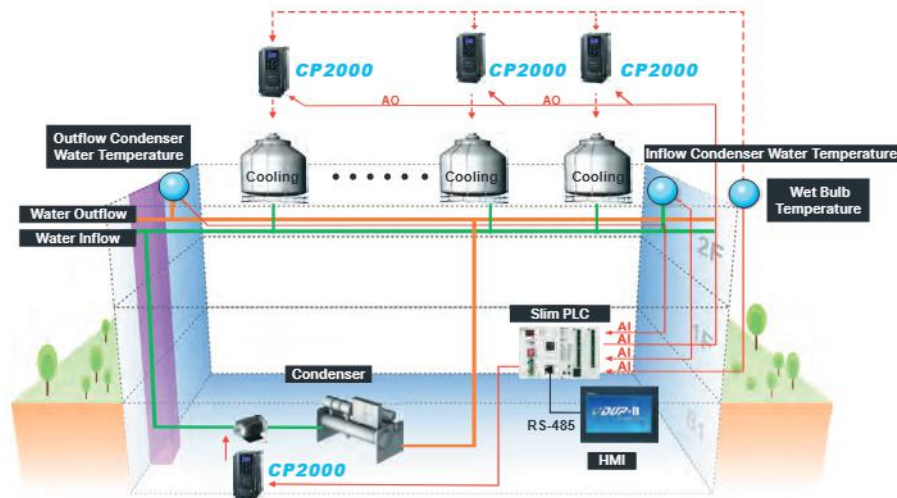 CP2000
CP2000
CP2000
AO
AO
Outflow Condenser
Water Temperature
Inflow Condenser Water Temperature
Cooling
Cooling
Cooling
Wet Bulb
Temperature
Water Outflow
Water Inflow
2F
Slim PLC
AI
1F
AI
AI
AI
Condenser
B1
RS-485
HMI
CP2000